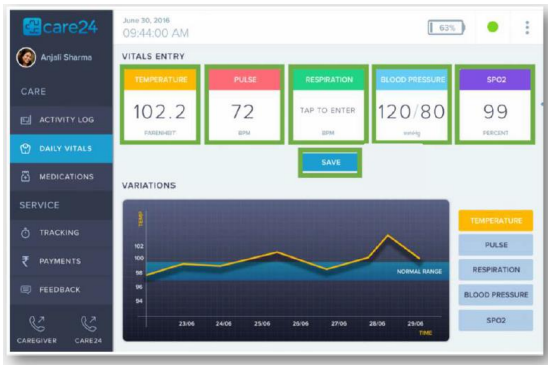 care24
Anjali Sharma
CARE
ACTIVITY LOG
DAILY VITALS
MEDICATIONS
SERVICE
TRACKING
PAYMENTS
FEEDBACK
CAREGIVER
CARE24
June 30, 2016
09:44:00 AM
63%
VITALS ENTRY
TEMPERATURE
102.2
FARENHEIT
PULSE
72
BPM
RESPIRATION
TAP TO ENTER
BPM
BLOOD PRESSURE
120/80
mmHg
SPO2
99
PERCENT
SAVE
VARIATIONS
TEMP
102
100
98
96
94
NORMAL RANGE
23/06 24/06 25/06 26/06 27/06 28/06 29/06
TIME
TEMPERATURE
PULSE
RESPIRATION
BLOOD PRESSURE
SPO2